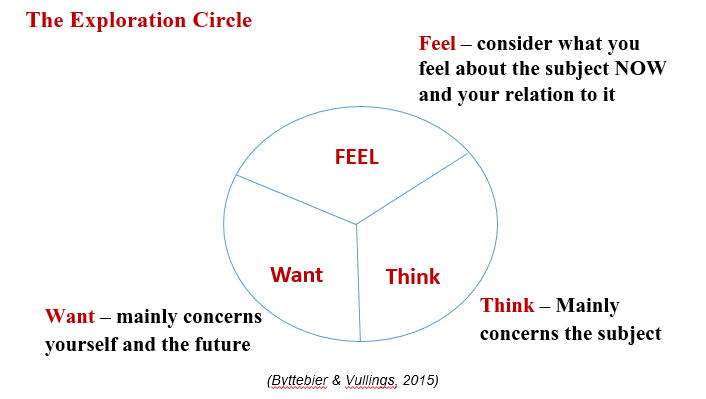 The Exploration Circle
Feel – consider what you
feel about the subject NOW
and your relation to it
FEEL
Want
Think
Want – mainly concerns
yourself and the future
Think – Mainly
concerns the subject
(Byttebier & Vullings, 2015)